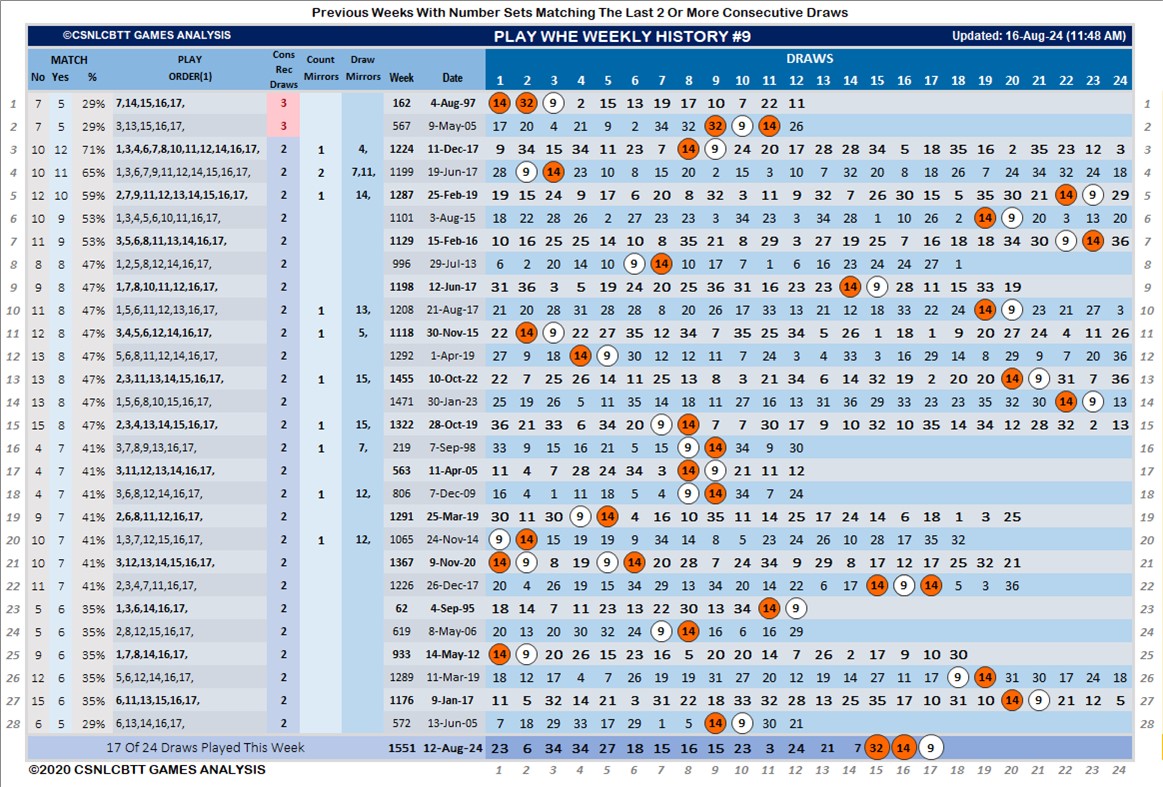 Previous Weeks With Number Sets Matching The Last 2 Or More Consecutive Draws
©CSNLCBTT GAMES ANALYSIS PLAY WHE WEEKLY HISTORY #9 Updated: 16-Aug-24 (11:48 AM)
MATCH PLAY Cons Count Draw DRAWS
No Yes % ORDER(1) Rec Draws Mirrors Mirrors Week Date 1 2 3 4 5 6 7 8 9 10 11 12 13 14 15 16 17 18 19 20 21 22 23 24
1 7 5 29% 7,14,15,16,17, 3 162 4-Aug-97 14 32 9 2 15 13 19 17 10 7 22 11 1
2 7 5 29% 3,13,15,16,17, 3 567 9-May-05 17 20 4 21 9 2 34 32 32 9 14 26 2
3 10 12 71% 1,3,4,6,7,8,10,11,12,14,16,17, 2 1 4, 1224 11-Dec-17 9 34 15 34 11 23 7 14 9 24 20 17 28 28 34 5 18 35 16 2 35 23 12 3 3
4 10 11 65% 1,3,6,7,9,11,12,14,15,16,17, 2 2 7,11, 1199 19-Jun-17 28 9 14 23 10 8 15 20 2 15 3 10 7 32 20 8 18 26 7 24 34 32 24 18 4
5 12 10 59% 2,7,9,11,12,13,14,15,16,17, 2 1 14, 1287 25-Feb-19 19 15 24 9 17 6 20 8 32 3 11 9 32 7 26 30 15 5 35 30 21 14 9 29 5
6 10 9 53% 1,3,4,5,6,10,11,16,17, 2 1101 3-Aug-15 18 22 28 26 2 27 23 23 3 34 23 3 34 28 1 10 26 2 14 9 20 3 13 20 6
7 11 9 53% 3,5,6,8,11,13,14,16,17, 2 1129 15-Feb-16 10 16 25 25 14 10 8 35 21 8 29 3 27 19 25 7 16 18 18 34 30 9 14 36 7
8 8 8 47% 1,2,5,8,12,14,16,17, 2 996 29-Jul-13 6 2 20 14 10 9 14 10 17 7 1 6 16 23 24 24 27 1 8
9 9 8 47% 1,7,8,10,11,12,16,17, 2 1198 12-Jun-17 31 36 3 5 19 24 20 25 36 31 16 23 23 14 9 28 11 15 33 19 9
10 11 8 47% 1,5,6,11,12,13,16,17, 2 1 13, 1208 21-Aug-17 21 20 28 31 28 28 8 20 26 17 33 13 21 12 18 33 22 24 14 9 23 21 27 3 10
11 12 8 47% 3,4,5,6,12,14,16,17, 2 1 5, 1118 30-Nov-15 22 14 9 22 27 35 12 34 7 35 25 34 5 26 1 18 1 9 20 27 24 4 11 26 11
12 13 8 47% 5,6,8,11,12,14,16,17, 2 1292 1-Apr-19 27 9 18 14 9 30 12 12 11 7 24 3 4 33 3 16 29 14 8 29 9 7 20 36 12
13 13 8 47% 2,3,11,13,14,15,16,17, 2 1 15, 1455 10-Oct-22 22 7 25 26 14 11 25 13 8 3 21 34 6 14 32 19 2 20 20 14 9 31 7 36 13
14 13 8 47% 1,5,6,8,10,15,16,17, 2 1471 30-Jan-23 25 19 26 5 11 35 14 18 11 27 16 13 31 36 29 33 23 23 35 32 30 14 9 13 14
15 15 8 47% 2,3,4,13,14,15,16,17, 2 1 15, 1322 28-Oct-19 36 21 33 6 34 20 9 14 7 7 30 17 9 10 32 10 35 14 34 12 28 32 2 13 15
16 4 7 41% 3,7,8,9,13,16,17, 2 1 7, 219 7-Sep-98 33 9 15 16 21 5 15 9 14 34 9 30 16
17 4 7 41% 3,11,12,13,14,16,17, 2 563 11-Apr-05 11 4 7 28 24 34 3 14 9 21 11 12 17
18 4 7 41% 3,6,8,12,14,16,17, 2 1 12, 806 7-Dec-09 16 4 1 11 18 5 4 9 14 34 7 24 18
19 9 7 41% 2,6,8,11,12,16,17, 2 1291 25-Mar-19 30 11 30 9 14 4 16 10 35 11 14 25 17 24 14 6 18 1 3 25 19
20 10 7 41% 1,3,7,12,15,16,17, 2 1 12, 1065 24-Nov-14 9 14 15 19 19 9 34 14 8 5 23 24 26 10 28 17 35 32 20
21 10 7 41% 3,12,13,14,15,16,17, 2 1367 9-Nov-20 14 9 8 19 9 14 20 28 7 24 34 9 29 8 17 12 17 25 32 21 21
22 11 7 41% 2,3,4,7,11,16,17, 2 1226 26-Dec-17 20 4 26 19 15 34 29 13 34 20 14 22 6 17 14 9 14 5 3 36 22
23 5 6 35% 1,3,6,14,16,17, 2 62 4-Sep-95 18 14 7 11 23 13 22 30 13 34 14 9 23
24 5 6 35% 2,8,12,15,16,17, 2 619 8-May-06 20 13 20 30 32 24 9 14 16 6 16 29 24
25 9 6 35% 1,7,8,14,16,17, 2 933 14-May-12 14 9 20 26 15 23 16 5 20 20 14 7 26 2 17 9 10 30 25
26 12 6 35% 5,6,12,14,16,17, 2 1289 11-Mar-19 18 12 17 4 7 26 19 19 31 27 20 12 19 14 27 11 17 9 14 31 30 17 24 18 26
27 15 6 35% 6,11,13,15,16,17, 2 1176 9-Jan-17 11 5 32 14 21 3 31 22 18 33 32 28 13 25 35 17 10 31 10 14 9 21 12 5 27
28 6 5 29% 6,13,14,16,17, 2 572 13-Jun-05 7 18 29 33 17 29 1 5 14 9 30 21 28
17 Of 24 Draws Played This Week 1551 12-Aug-24 23 6 34 34 27 18 15 16 15 23 3 24 21 7 32 14 9
©2020 CSNLCBTT GAMES ANALYSIS 1 2 3 4 5 6 7 8 9 10 11 12 13 14 15 16 17 18 19 20 21 22 23 24